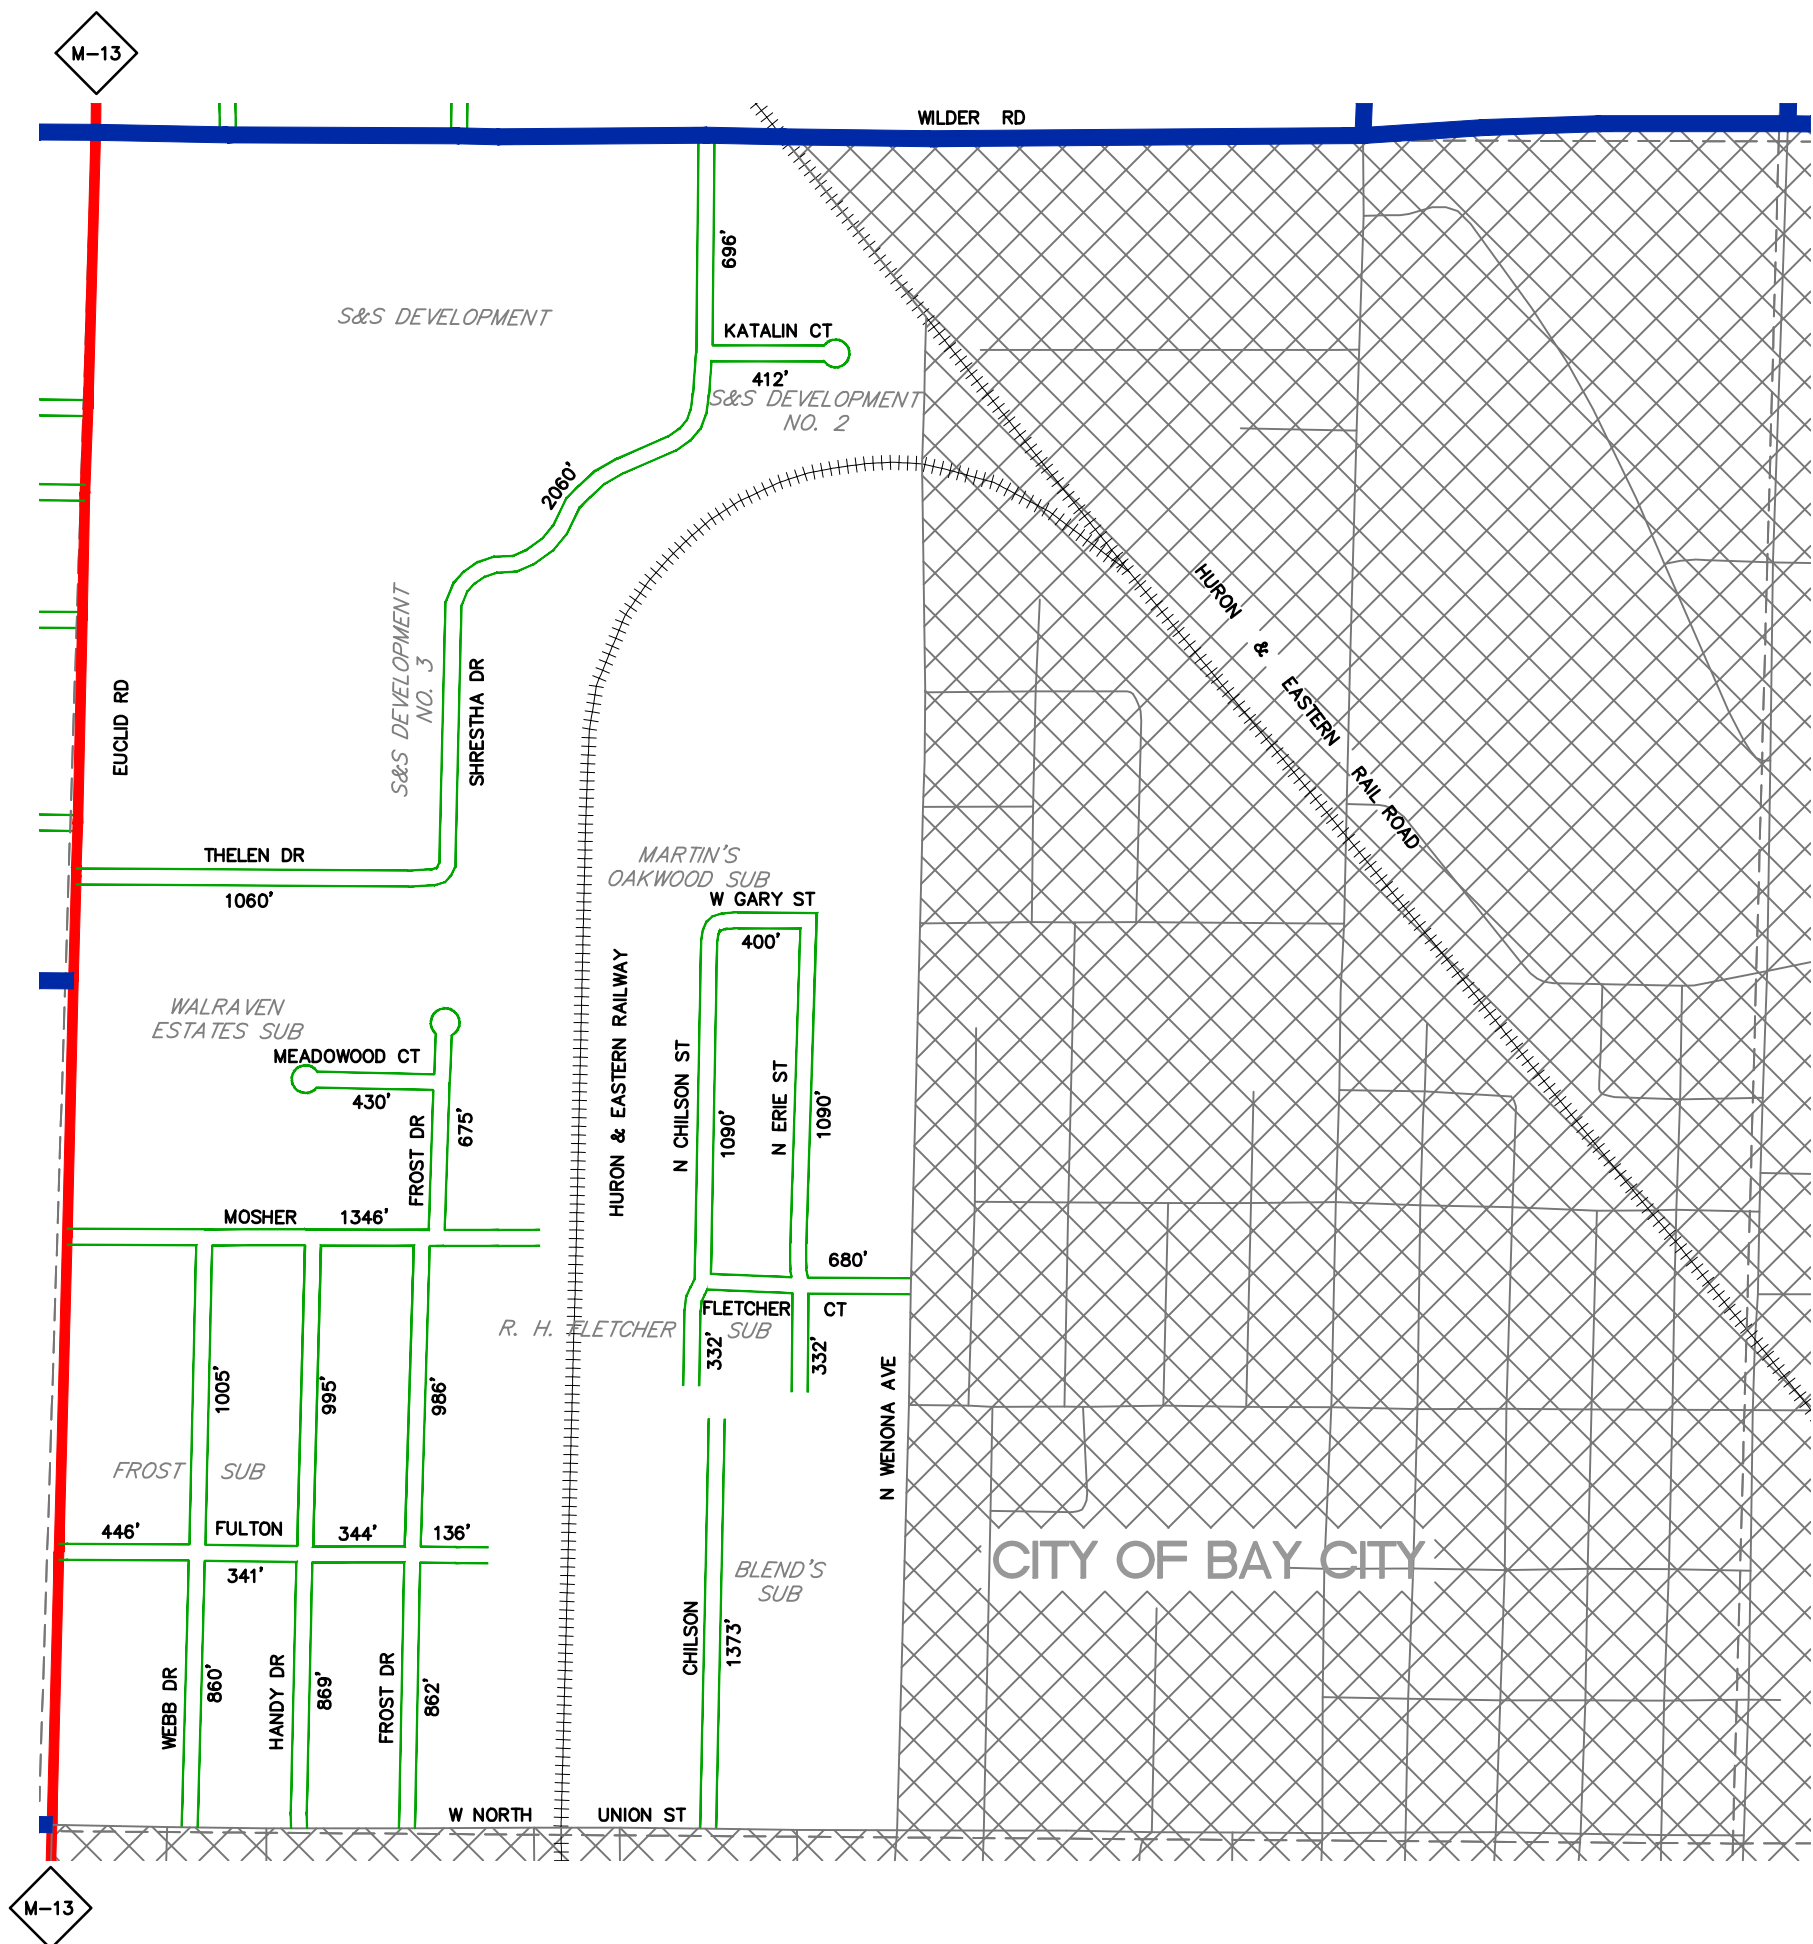 M-13
WILDER RD
696'
S&S DEVELOPMENT
KATALIN CT
412'
S&S DEVELOPMENT
NO. 2
2060'
HURON & EASTERN RAIL ROAD
S&S DEVELOPMENT
NO. 3
SHRESTHA DR
EUCLID RD
THELEN DR
1060'
MARTIN'S
OAKWOOD SUB
W GARY ST
400'
HURON & EASTERN RAILWAY
WALRAVEN
ESTATES SUB
MEADOWOOD CT
430'
FROST DR
675'
N CHILSON ST
1090'
N ERIE ST
1090'
MOSHER 1346'
680'
FLETCHER CT
R. H. FLETCHER SUB
332'
332'
N WENONA AVE
1005'
995'
986'
FROST SUB
446'
FULTON
344'
136'
341'
CITY OF BAY CITY
BLEND'S
SUB
CHILSON
1373'
WEBB DR
860'
HANDY DR
869'
FROST DR
862'
W NORTH UNION ST
M-13